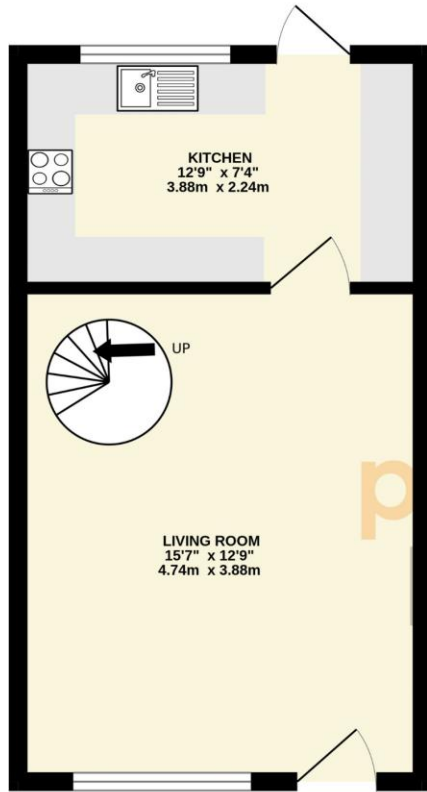 KITCHEN
12'9" x 7'4"
3.88m x 2.24m
UP
p
LIVING ROOM
15'7" x 12'9"
4.74m x 3.88m